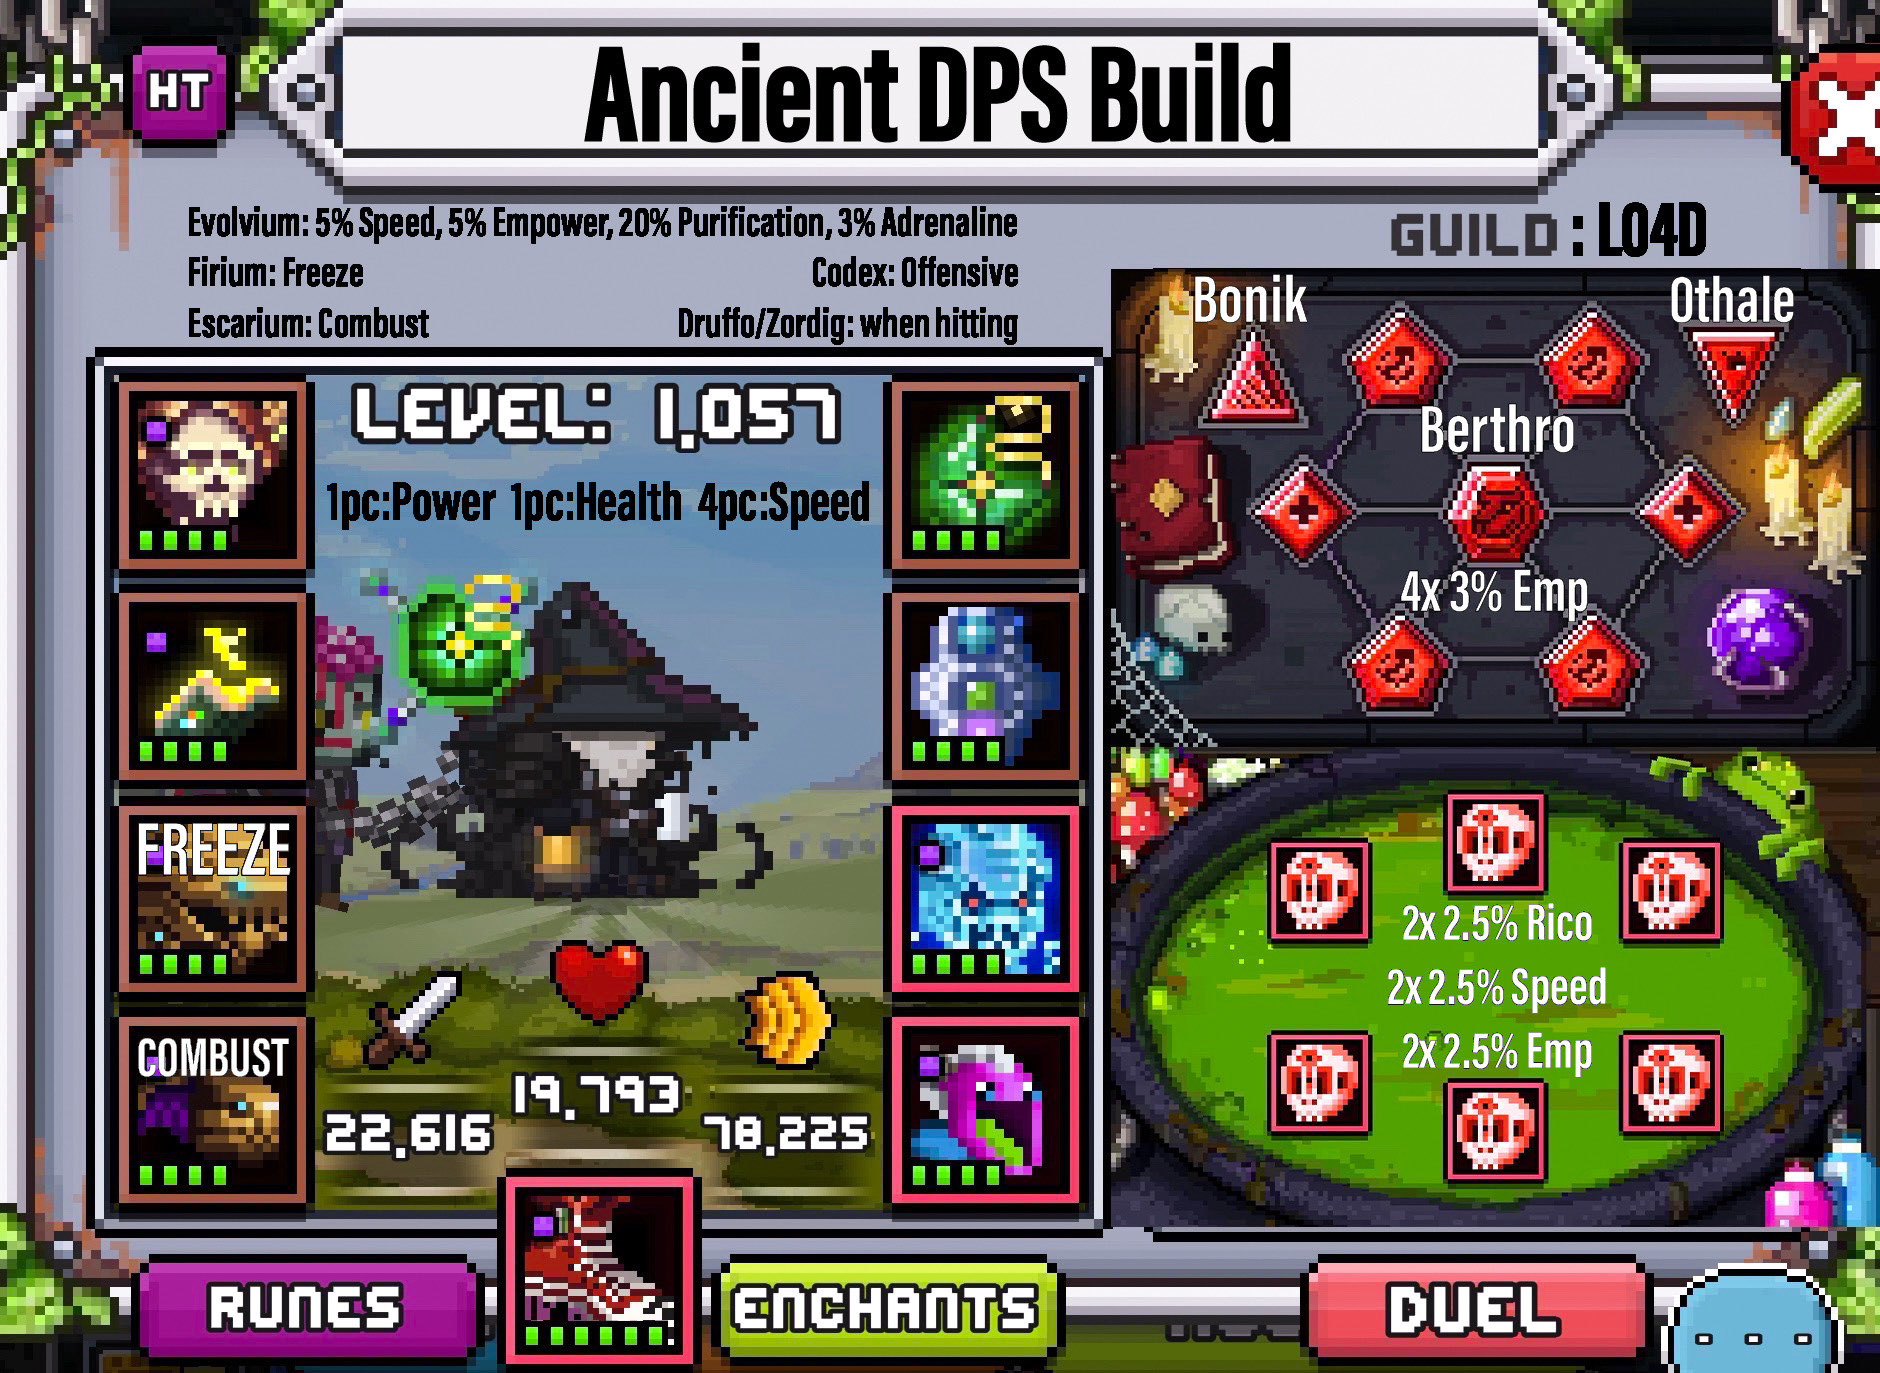 HT
Ancient DPS Build
Evolvium: 5% Speed, 5% Empower, 20% Purification, 3% Adrenaline
Firium: Freeze
Codex: Offensive
Escarium: Combust
Druffo/Zordig: when hitting
GUILD: LO4D
LEVEL: 1,057
1pc:Power 1pc:Health 4pc:Speed
FREEZE
COMBUST
22,616
19,793
78,225
Bonik
Othale
Berthro
4x 3% Emp
2x 2.5% Rico
2x 2.5% Speed
2x 2.5% Emp
RUNES
ENCHANTS
DUEL